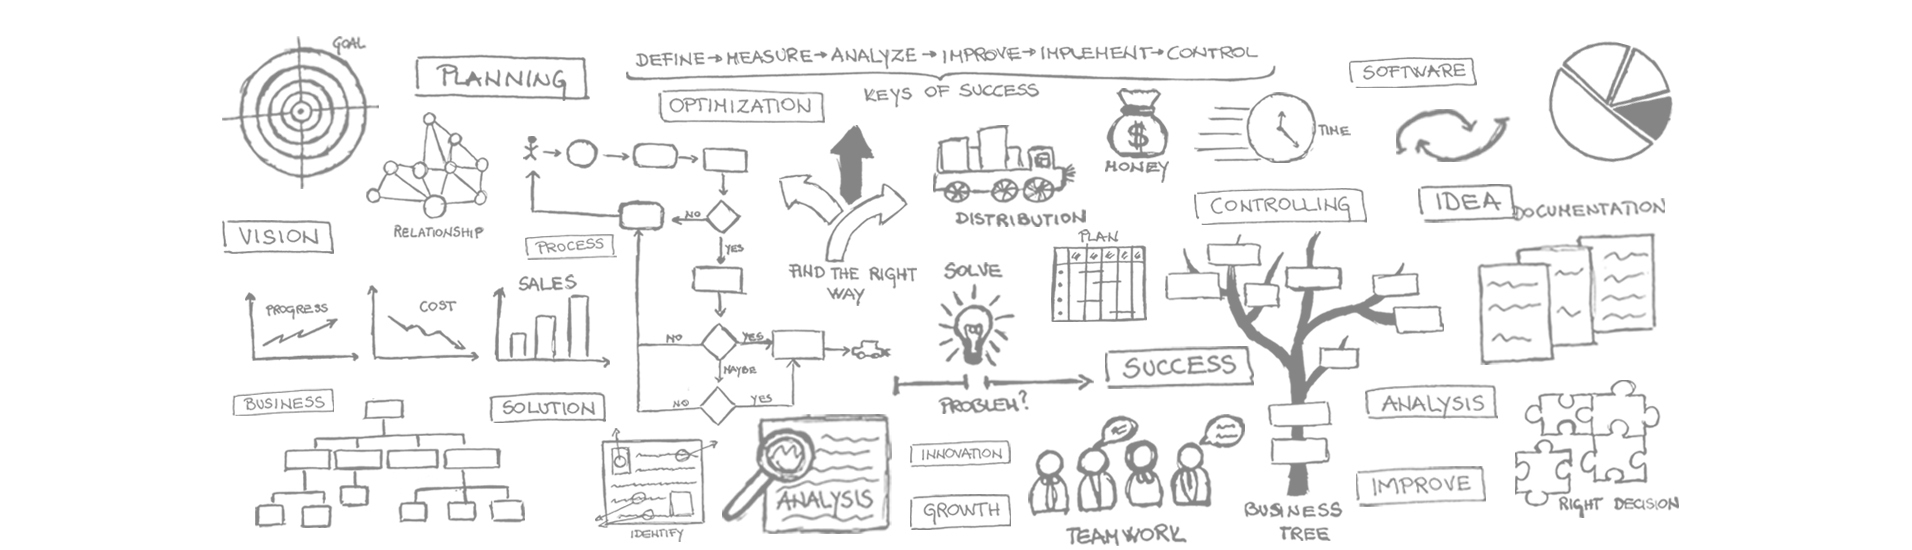 GOAL
PLANNING
DEFINE→MEASURE→ANALYZE→IMPROVE→IMPLEMENT→CONTROL
KEYS OF SUCCESS
SOFTWARE
OPTIMIZATION
$
MONEY
TIME
RELATIONSHIP
VISION
PROCESS
NO
YES
FIND THE RIGHT
WAY
DISTRIBUTION
CONTROLLING
IDEA
DOCUMENTATION
PROGRESS
COST
SALES
SOLVE
PLAN
NO
YES
MAYBE
NO
YES
PROBLEM?
SUCCESS
BUSINESS
SOLUTION
ANALYSIS
IDENTIFY
ANALYSIS
INNOVATION
GROWTH
TEAMWORK
BUSINESS
TREE
IMPROVE
RIGHT DECISION